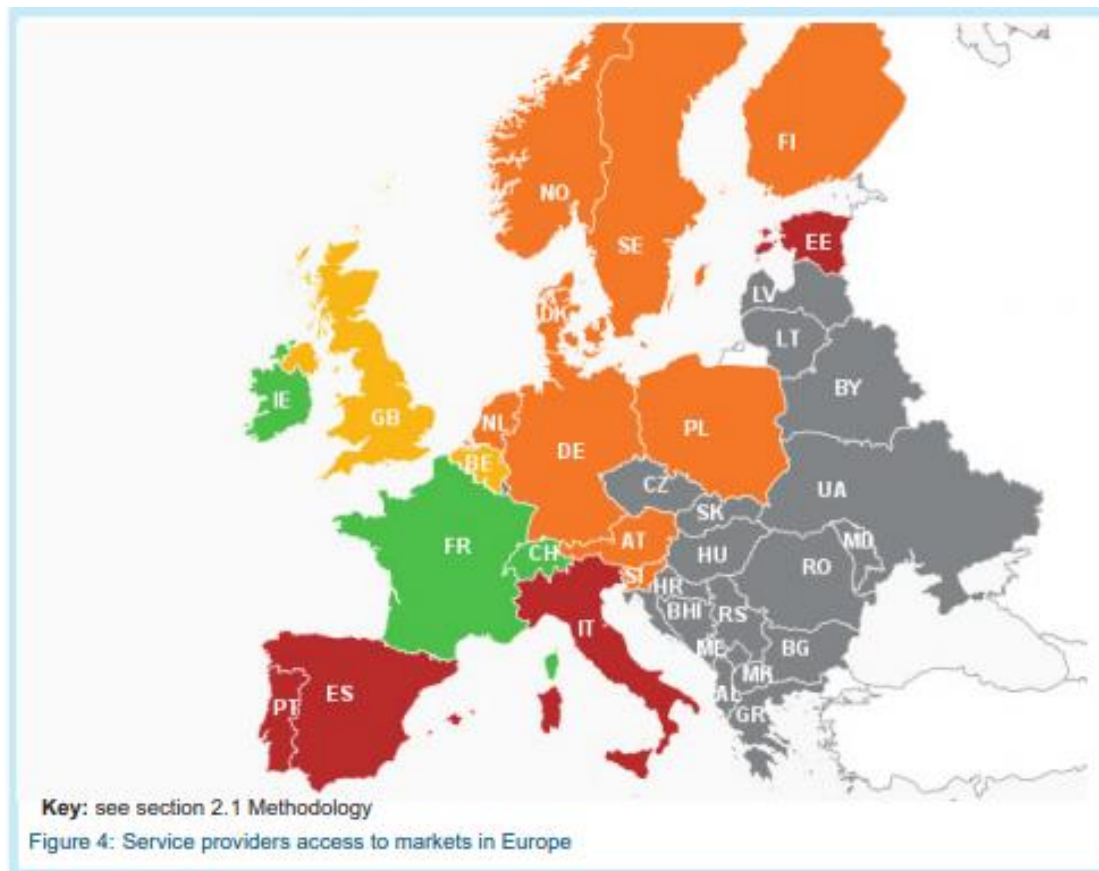 FI
NO
SE
EE
LV
DK
LT
BY
IE
GB
NL
PL
DE
BE
CZ
UA
SK
FR
AT
MD
CH
HU
RO
SI
HR
BHI
RS
IT
ME
BG
MR
AL
ES
PT
GR
Key: see section 2.1 Methodology
Figure 4: Service providers access to markets in Europe